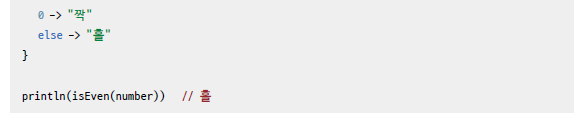 0 -> "짝"
else -> "홀"
}
println(isEven(number)) // 홀